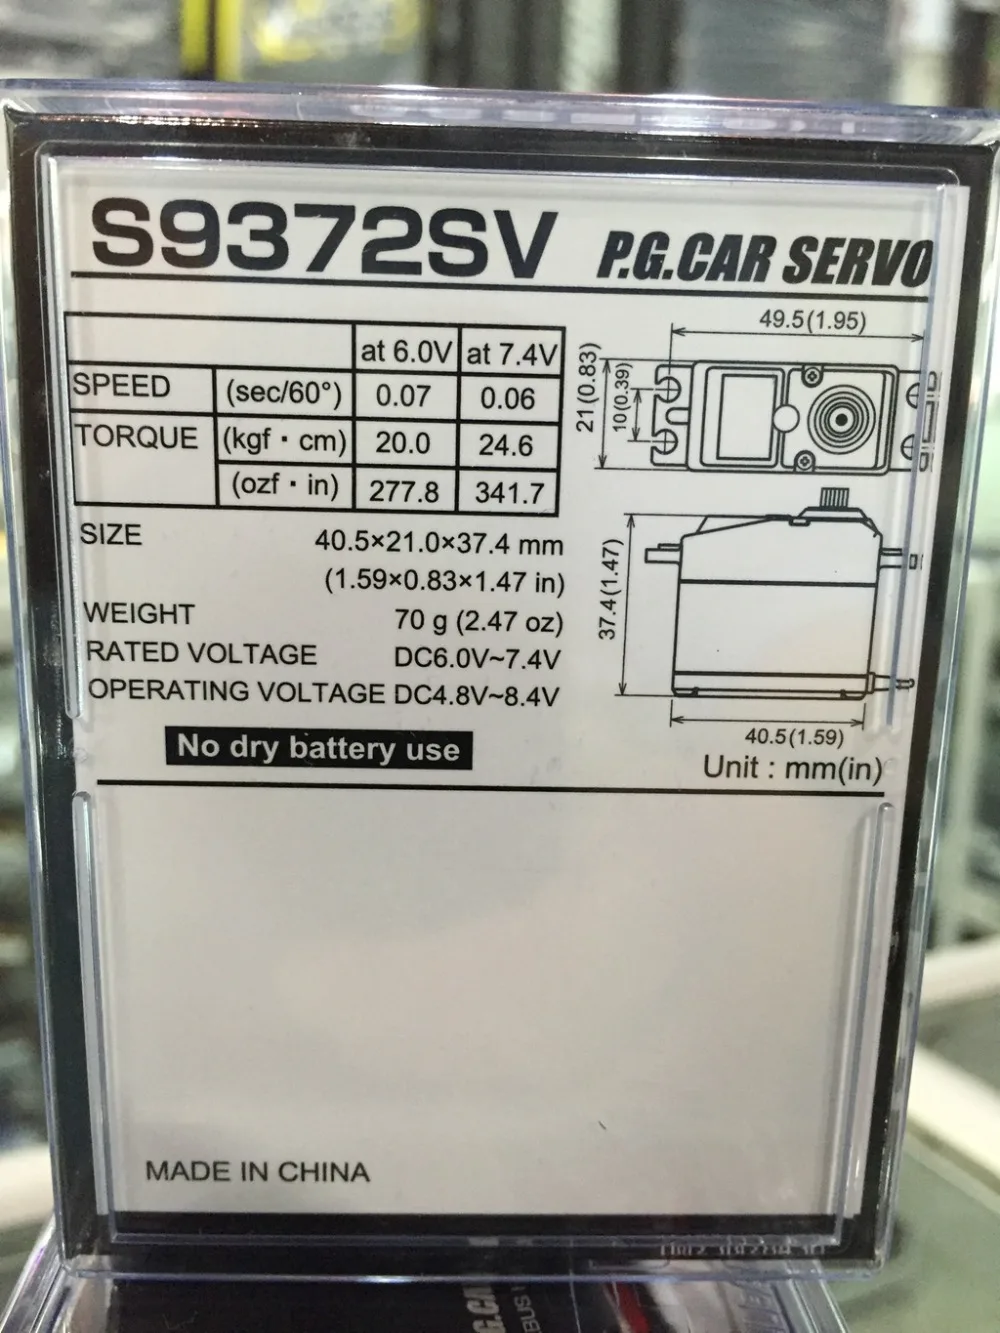 S9372SV P.G.CAR SERVO
at 6.0V at 7.4V
SPEED (sec/60°) 0.07 0.06
TORQUE (kgf・cm) 20.0 24.6
(ozf・in) 277.8 341.7
SIZE 40.5×21.0×37.4 mm
(1.59×0.83×1.47 in)
WEIGHT 70 g (2.47 oz)
RATED VOLTAGE DC6.0V~7.4V
OPERATING VOLTAGE DC4.8V~8.4V
No dry battery use
49.5(1.95)
21(0.83)
10(0.39)
37.4(1.47)
40.5(1.59)
Unit : mm(in)
MADE IN CHINA